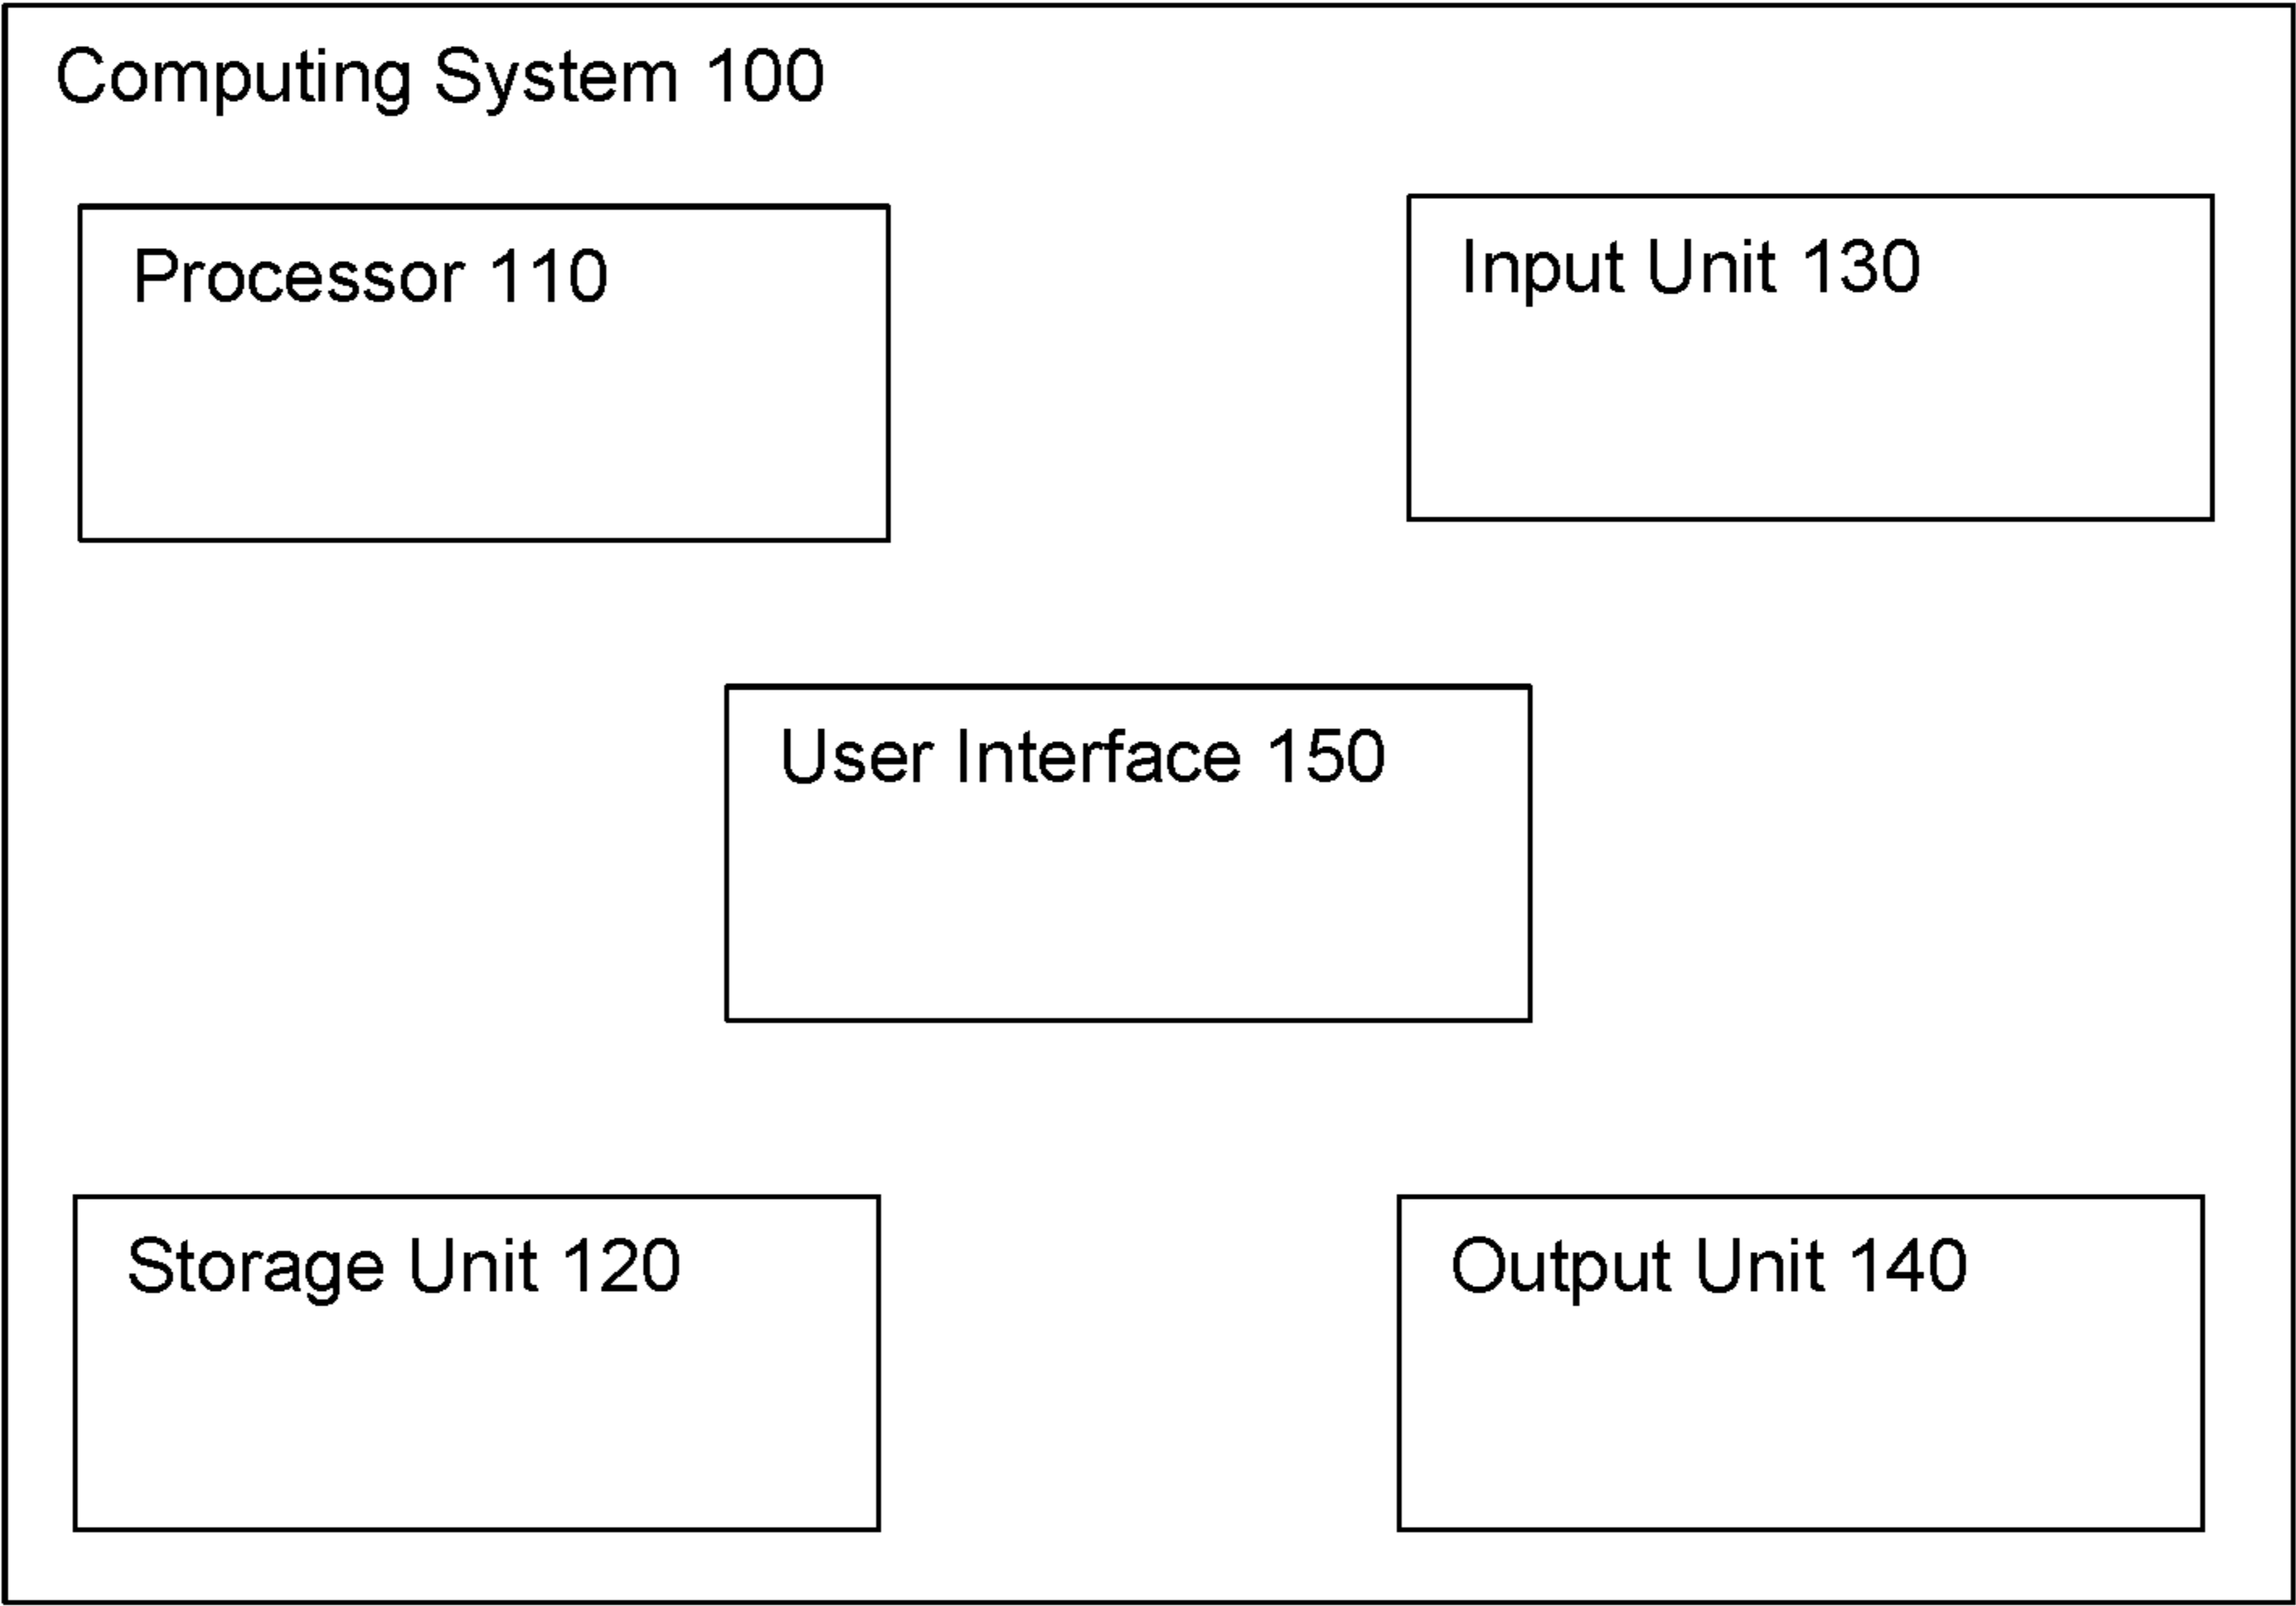 Computing System 100
Processor 110
Input Unit 130
User Interface 150
Storage Unit 120
Output Unit 140